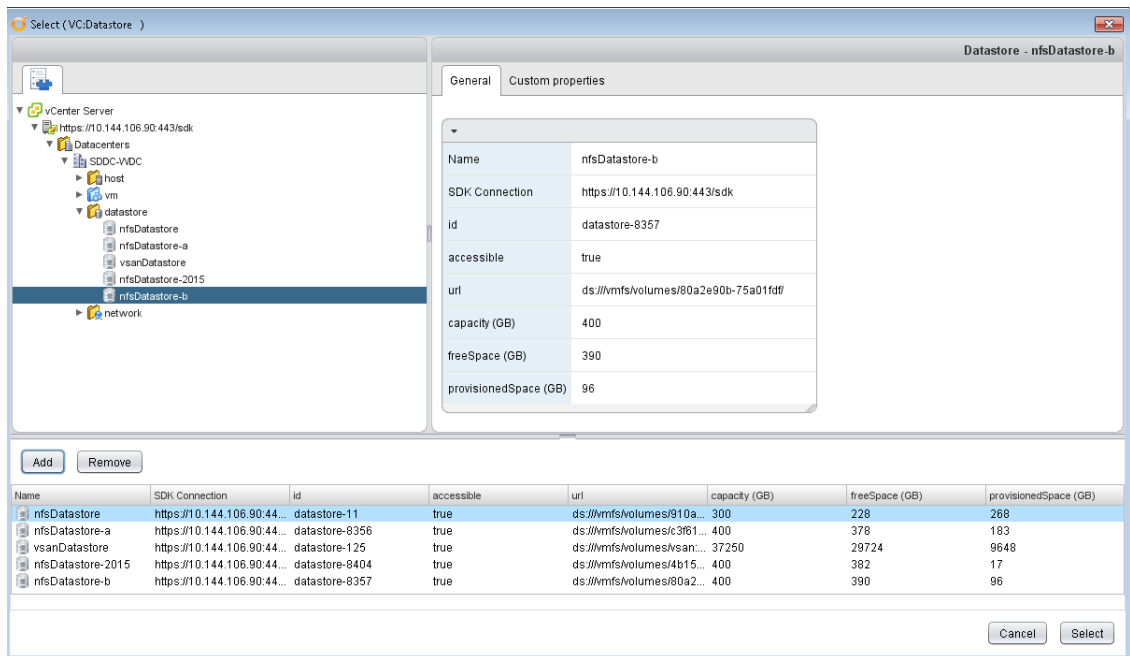 Select ( VC:Datastore )
Datastore - nfsDatastore-b
General Custom properties
vCenter Server
https://10.144.106.90:443/sdk
Datacenters
SDDC-WDC
host
vm
datastore
nfsDatastore
nfsDatastore-a
vsanDatastore
nfsDatastore-2015
nfsDatastore-b
network
Name nfsDatastore-b
SDK Connection https://10.144.106.90:443/sdk
id datastore-8357
accessible true
url ds:///vmfs/volumes/80a2e90b-75a01fdf/
capacity (GB) 400
freeSpace (GB) 390
provisionedSpace (GB) 96
Add Remove
Name SDK Connection id accessible url capacity (GB) freeSpace (GB) provisionedSpace (GB)
nfsDatastore https://10.144.106.90:44... datastore-11 true ds:///vmfs/volumes/910a... 300 228 268
nfsDatastore-a https://10.144.106.90:44... datastore-8356 true ds:///vmfs/volumes/c3f61... 400 378 183
vsanDatastore https://10.144.106.90:44... datastore-125 true ds:///vmfs/volumes/vsan:... 37250 29724 9648
nfsDatastore-2015 https://10.144.106.90:44... datastore-8404 true ds:///vmfs/volumes/4b15... 400 382 17
nfsDatastore-b https://10.144.106.90:44... datastore-8357 true ds:///vmfs/volumes/80a2... 400 390 96
Cancel Select